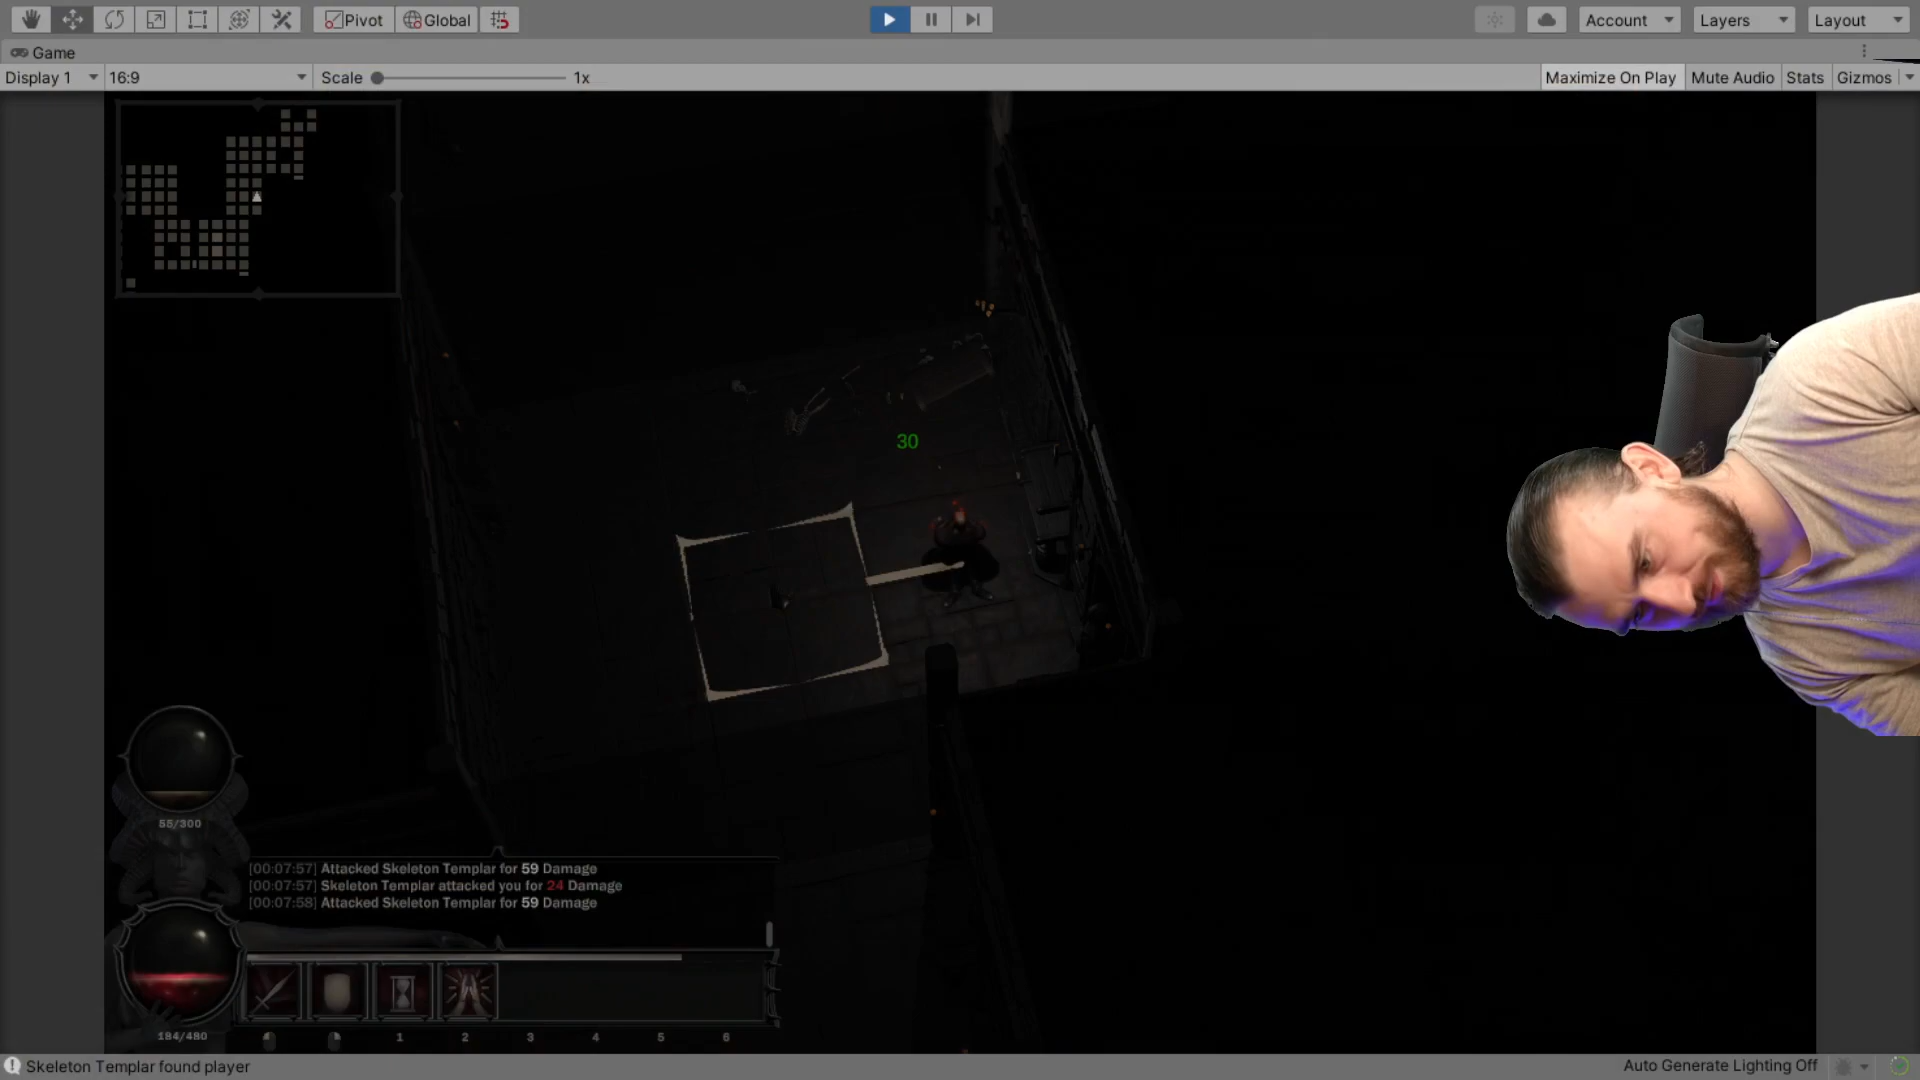 Pivot Global Account Layers Layout
Game
Display 1 16:9 Scale 1x Maximize On Play Mute Audio Stats Gizmos
30
55/300
[00:07:57] Attacked Skeleton Templar for 59 Damage
[00:07:57] Skeleton Templar attacked you for 24 Damage
[00:07:58] Attacked Skeleton Templar for 59 Damage
184/480 1 2 3 4 5 6
Skeleton Templar found player Auto Generate Lighting Off